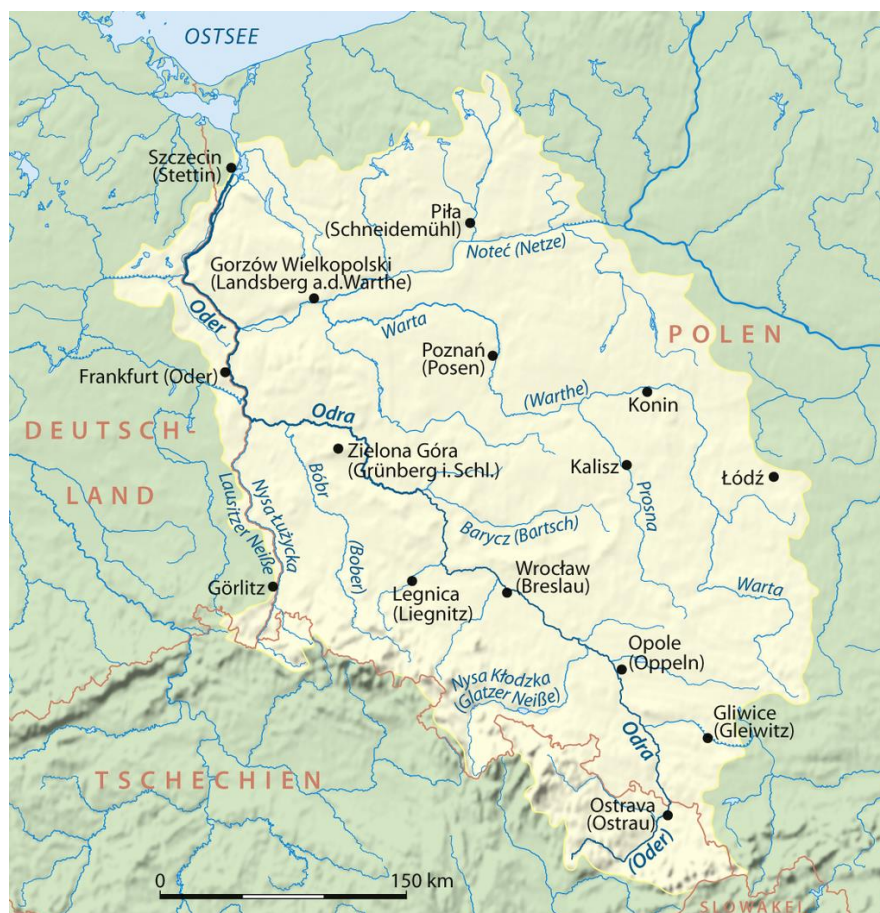 OSTSEE
Szczecin
(Stettin)
Piła
(Schneidemühl)
Noteć (Netze)
Gorzów Wielkopolski
(Landsberg a.d.Warthe)
Oder
Warta
POLEN
Poznań
(Posen)
Frankfurt (Oder)
(Warthe)
Konin
Odra
DEUTSCH-
LAND
Zielona Góra
(Grünberg i. Schl.)
Kalisz
Łódź
Bóbr
(Bober)
Lausitzer Neiße
Nysa Łużycka
Prosna
Barycz (Bartsch)
Görlitz
Legnica
(Liegnitz)
Wrocław
(Breslau)
Warta
Opole
(Oppeln)
Nysa Kłodzka
(Glatzer Neiße)
Gliwice
(Gleiwitz)
Odra
TSCHECHIEN
Ostrava
(Ostrau)
(Oder)
0 150 km
SLOWAKEI